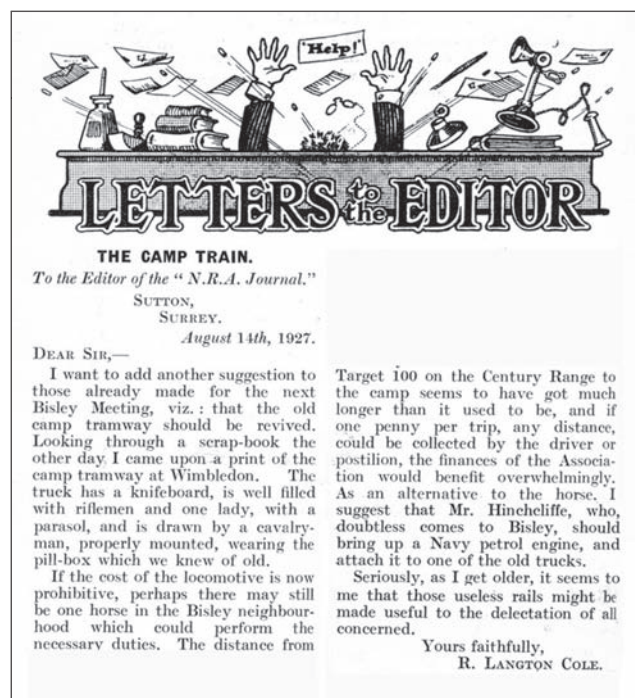 "Help!"
LETTERS to the EDITOR
THE CAMP TRAIN.
To the Editor of the "N.R.A. Journal."
SUTTON,
SURREY.
August 14th, 1927.
DEAR SIR,—
I want to add another suggestion to
those already made for the next
Bisley Meeting, viz. : that the old
camp tramway should be revived.
Looking through a scrap-book the
other day I came upon a print of the
camp tramway at Wimbledon. The
truck has a knifeboard, is well filled
with riflemen and one lady, with a
parasol, and is drawn by a cavalry-
man, properly mounted, wearing the
pill-box which we knew of old.
If the cost of the locomotive is now
prohibitive, perhaps there may still
be one horse in the Bisley neighbour-
hood which could perform the
necessary duties. The distance from
Target 100 on the Century Range to
the camp seems to have got much
longer than it used to be, and if
one penny per trip, any distance,
could be collected by the driver or
postilion, the finances of the Associa-
tion would benefit overwhelmingly.
As an alternative to the horse. I
suggest that Mr. Hinchcliffe, who,
doubtless comes to Bisley, should
bring up a Navy petrol engine, and
attach it to one of the old trucks.
Seriously, as I get older, it seems to
me that those useless rails might be
made useful to the delectation of all
concerned.
Yours faithfully,
R. LANGTON COLE.